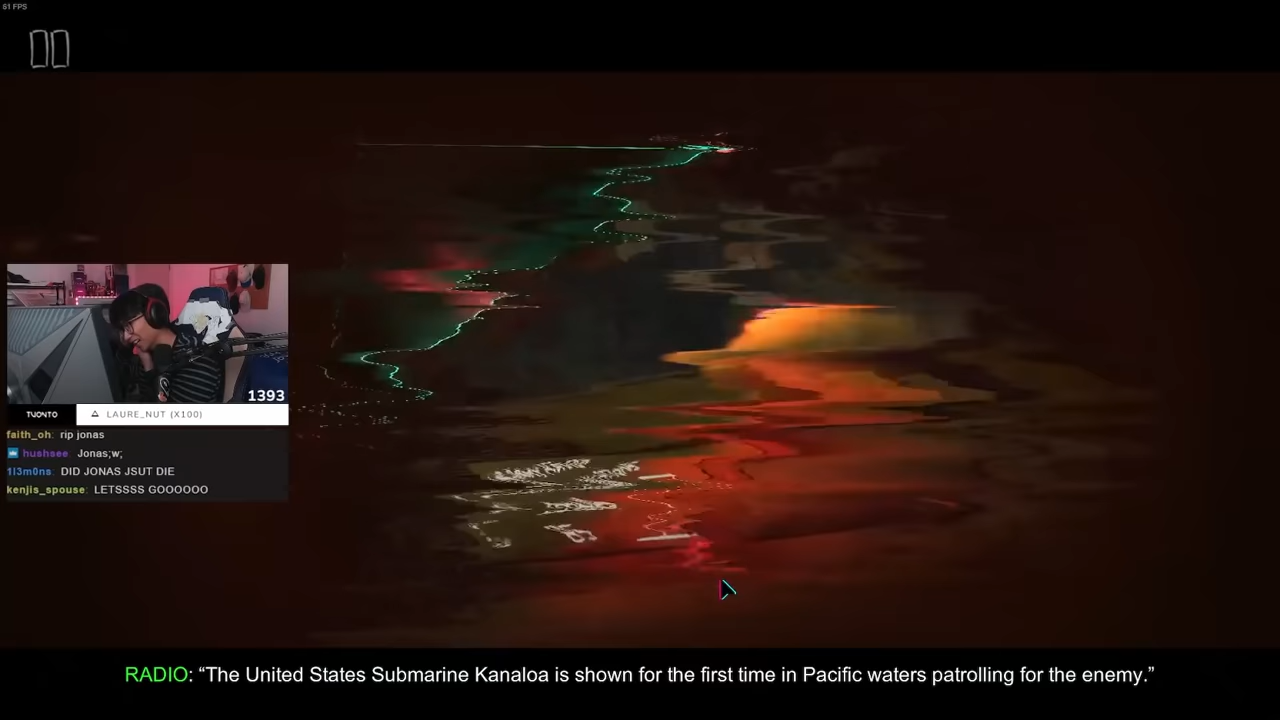 61 FPS
1393
TUONTO
LAURE_NUT (X100)
faith_oh: rip jonas
hushsee: Jonas;w;
1l3m0ns: DID JONAS JSUT DIE
kenjis_spouse: LETSSSS GOOOOOO
RADIO: “The United States Submarine Kanaloa is shown for the first time in Pacific waters patrolling for the enemy.”